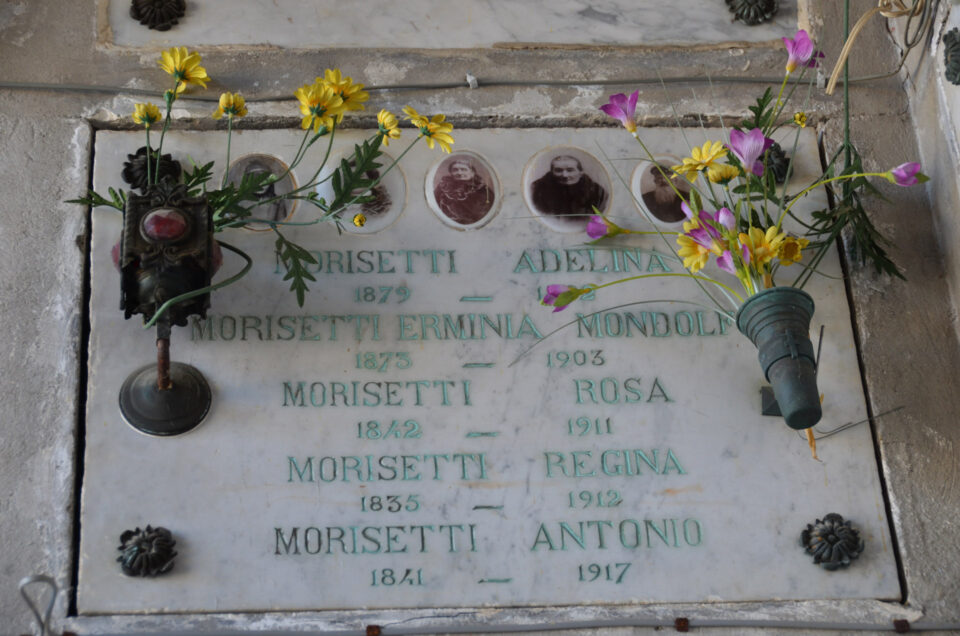 MORISETTI ADELINA
1879 —
MORISETTI ERMINIA MONDOLF
1873 — 1903
MORISETTI ROSA
1842 — 1911
MORISETTI REGINA
1835 — 1912
MORISETTI ANTONIO
1841 — 1917